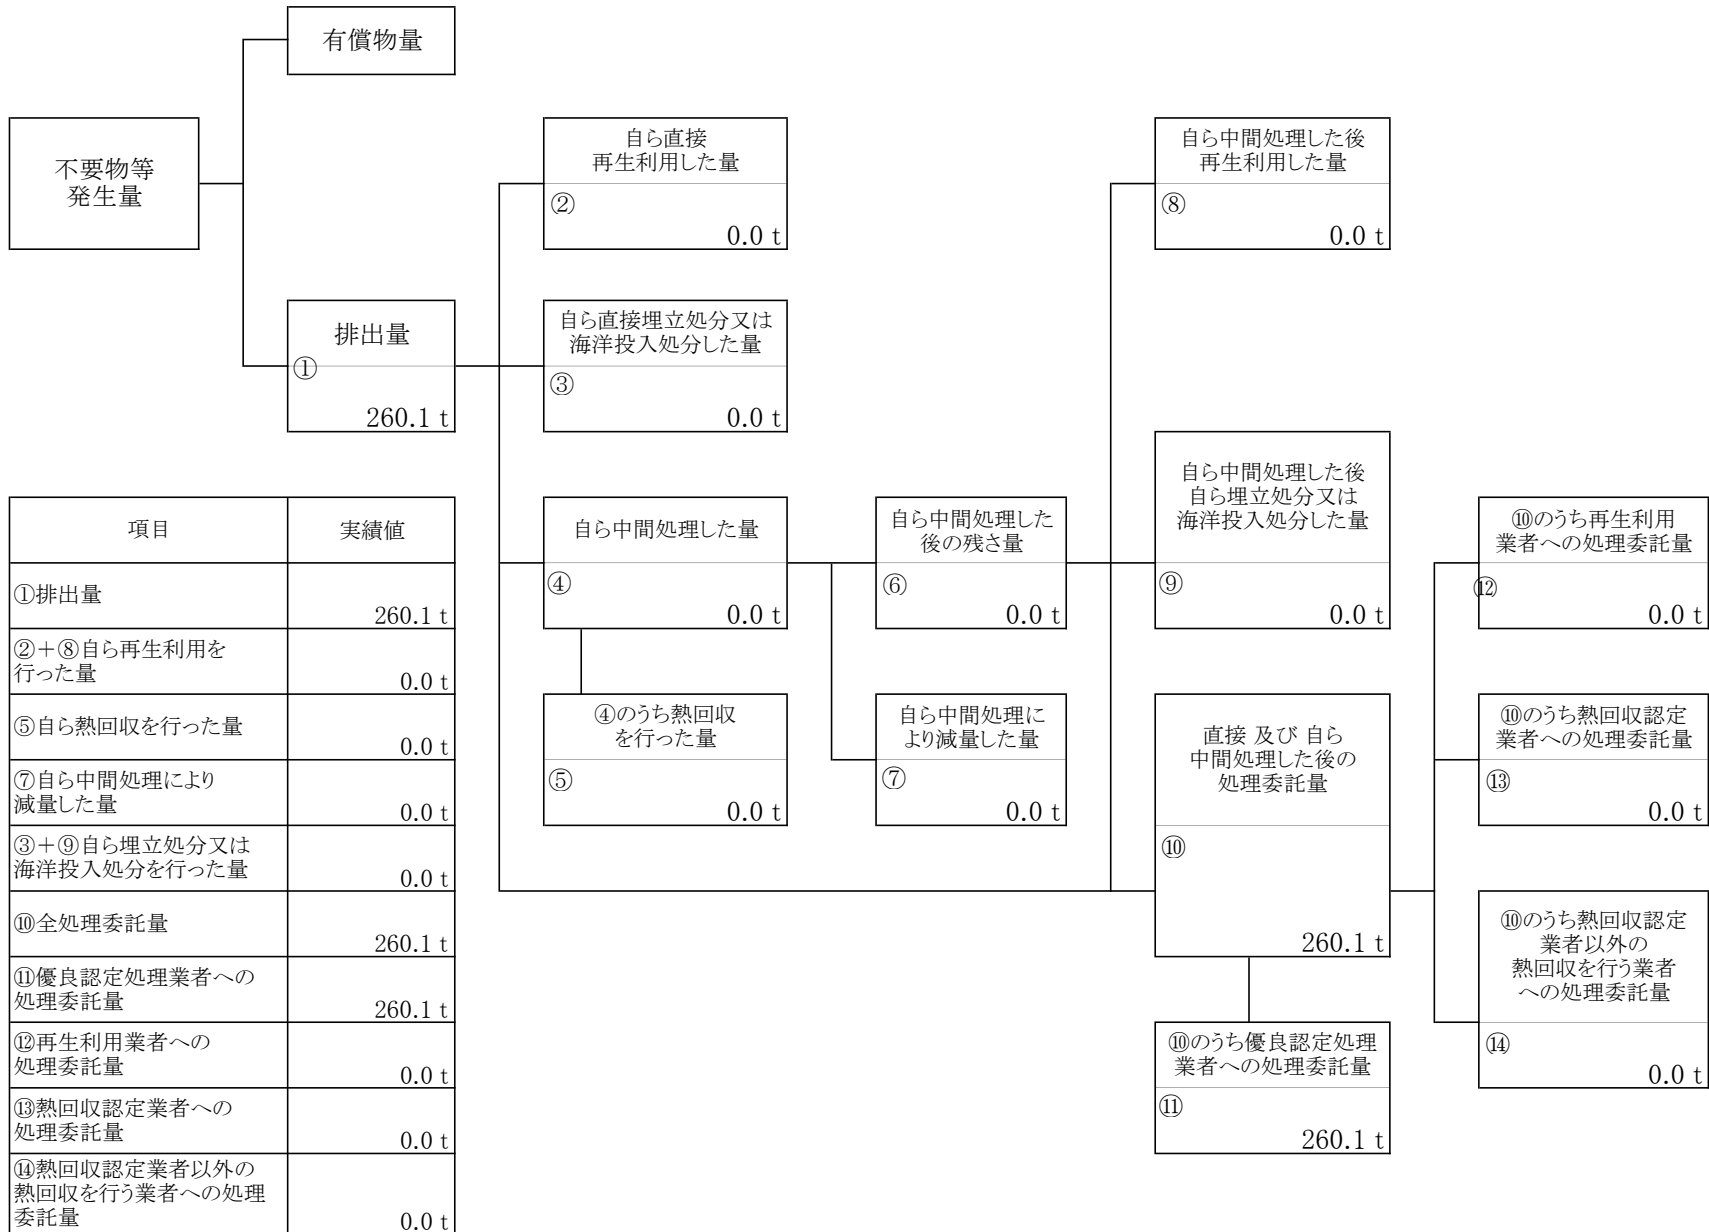 有償物量
不要物等
発生量
排出量
①
260.1 t
自ら直接
再生利用した量
②
0.0 t
自ら直接埋立処分又は
海洋投入処分した量
③
0.0 t
自ら中間処理した量
④
0.0 t
④のうち熱回収
を行った量
⑤
0.0 t
自ら中間処理した
後の残さ量
⑥
0.0 t
自ら中間処理に
より減量した量
⑦
0.0 t
自ら中間処理した後
再生利用した量
⑧
0.0 t
自ら中間処理した後
自ら埋立処分又は
海洋投入処分した量
⑨
0.0 t
直接 及び 自ら
中間処理した後の
処理委託量
⑩
260.1 t
⑩のうち優良認定処理
業者への処理委託量
⑪
260.1 t
⑩のうち再生利用
業者への処理委託量
⑫
0.0 t
⑩のうち熱回収認定
業者への処理委託量
⑬
0.0 t
⑩のうち熱回収認定
業者以外の
熱回収を行う業者
への処理委託量
⑭
0.0 t
項目 実績値
①排出量
260.1 t
②＋⑧自ら再生利用を
行った量
0.0 t
⑤自ら熱回収を行った量
0.0 t
⑦自ら中間処理により
減量した量
0.0 t
③＋⑨自ら埋立処分又は
海洋投入処分を行った量
0.0 t
⑩全処理委託量
260.1 t
⑪優良認定処理業者への
処理委託量
260.1 t
⑫再生利用業者への
処理委託量
0.0 t
⑬熱回収認定業者への
処理委託量
0.0 t
⑭熱回収認定業者以外の
熱回収を行う業者への処理
委託量
0.0 t